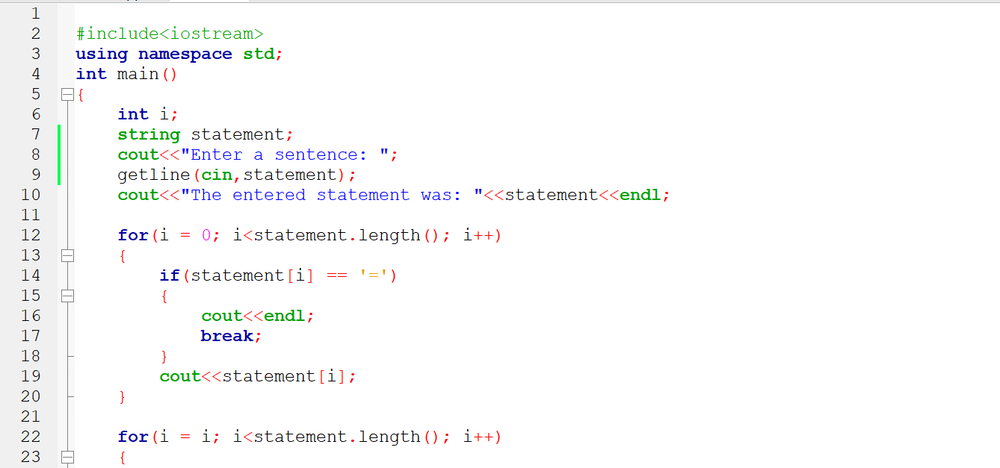 1
2 #include<iostream>
3 using namespace std;
4 int main()
5 {
6 int i;
7 string statement;
8 cout<<"Enter a sentence: ";
9 getline(cin,statement);
10 cout<<"The entered statement was: "<<statement<<endl;
11
12 for(i = 0; i<statement.length(); i++)
13 {
14 if(statement[i] == '=')
15 {
16 cout<<endl;
17 break;
18 }
19 cout<<statement[i];
20 }
21
22 for(i = i; i<statement.length(); i++)
23 {